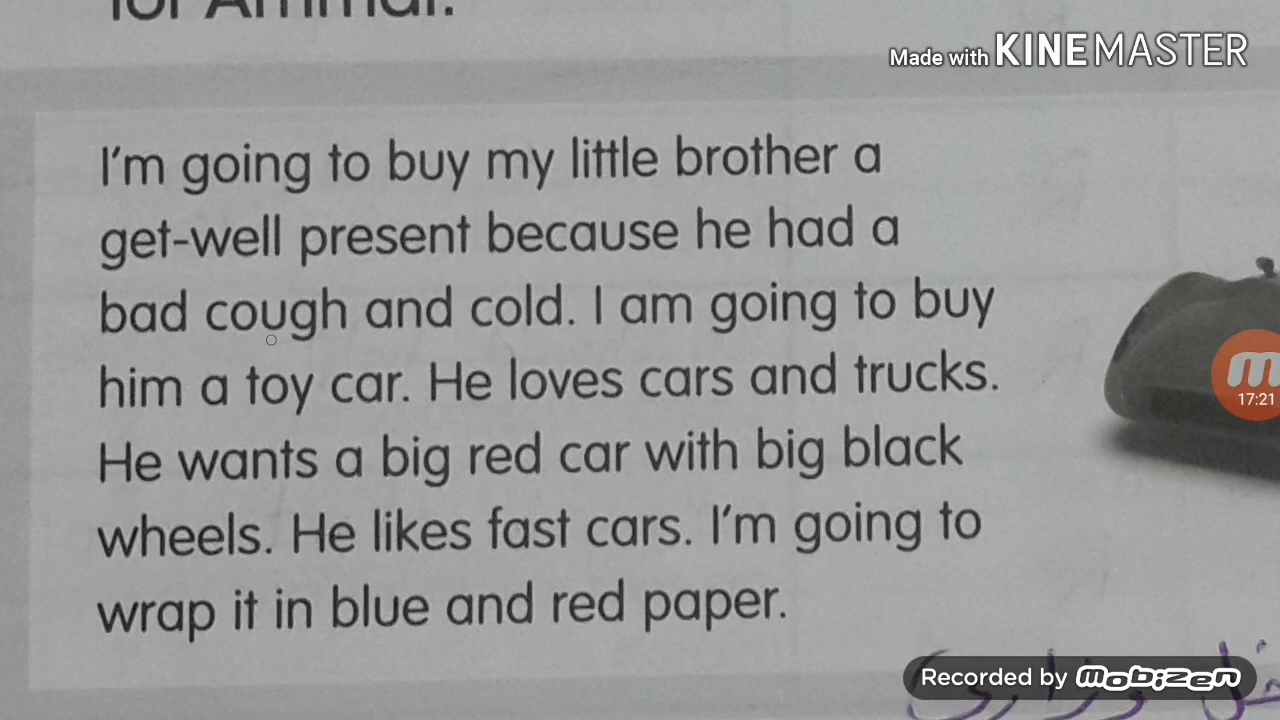 for Ammar.
Made with KINEMASTER
I'm going to buy my little brother a
get-well present because he had a
bad cough and cold. I am going to buy
him a toy car. He loves cars and trucks.
He wants a big red car with big black
wheels. He likes fast cars. I'm going to
wrap it in blue and red paper.
17:21
Recorded by mobizen